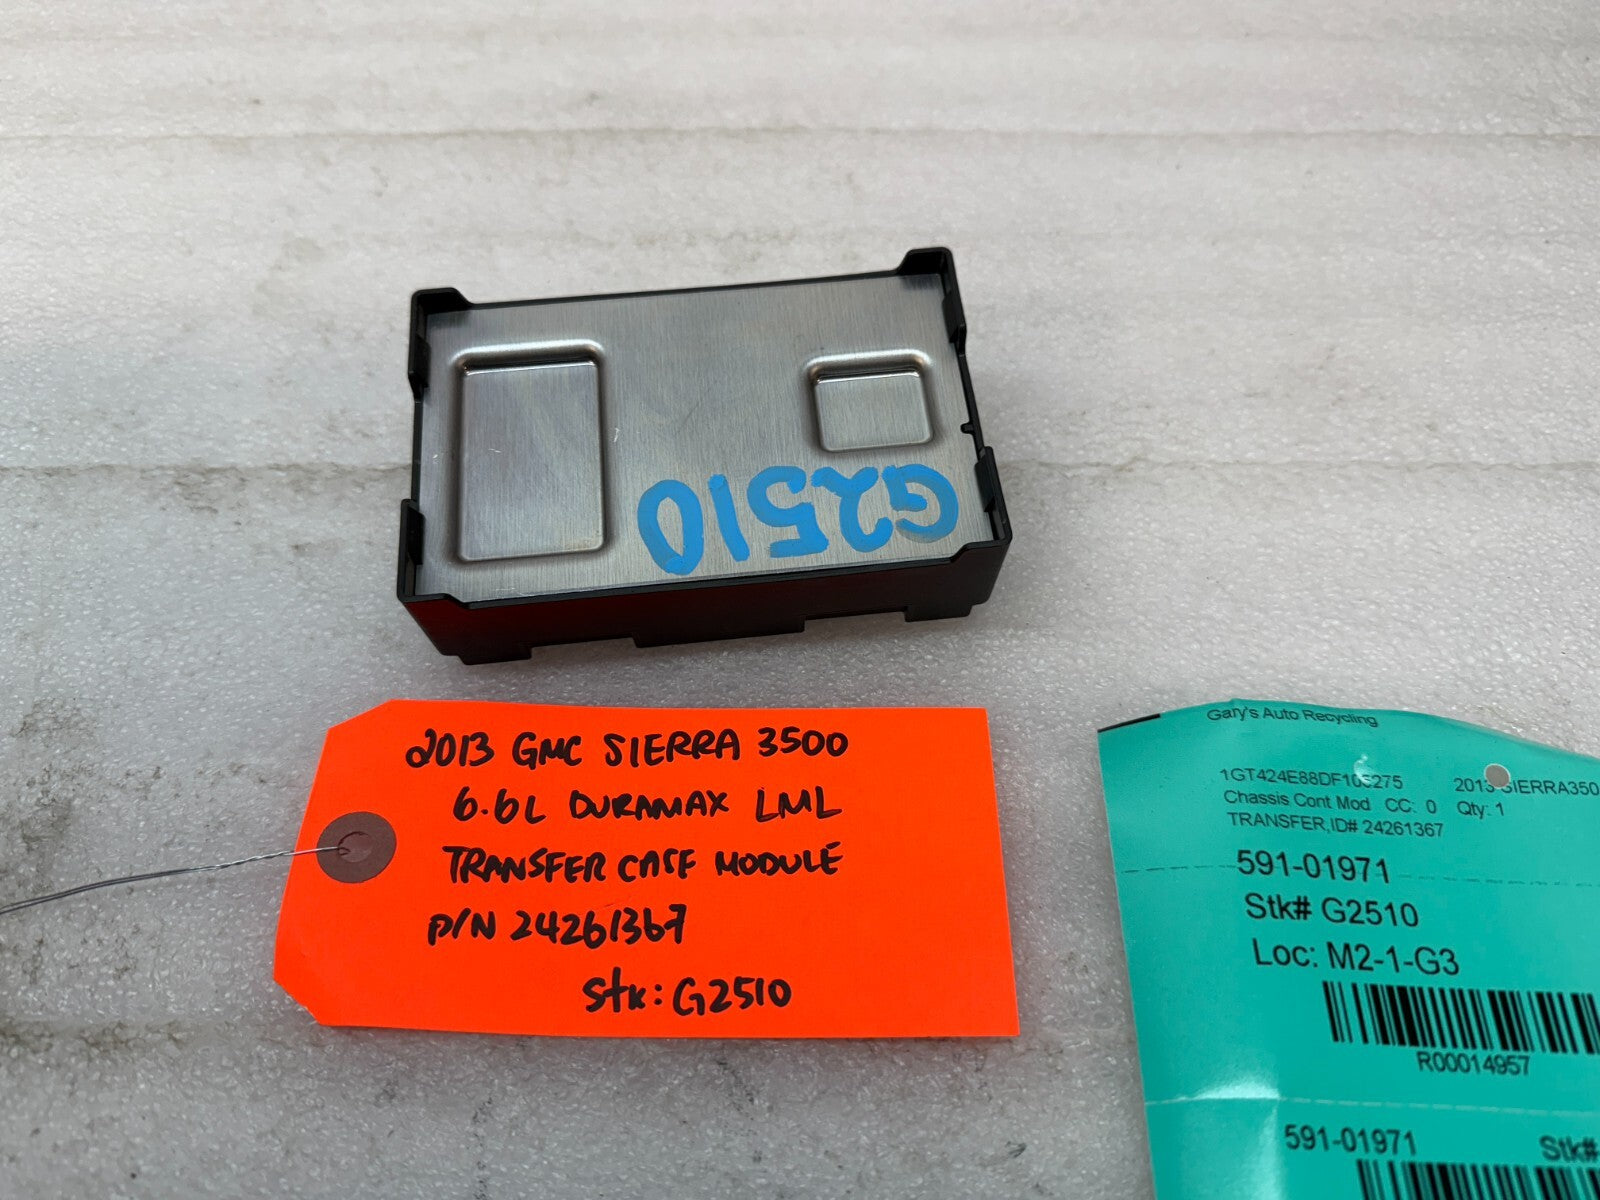 G2510
2013 GMC SIERRA 3500
6.6L DURAMAX LML
TRANSFER CASE MODULE
P/N 24261367
Stk: G2510
Gary's Auto Recycling
2013 SIERRA350
Chassis Cont Mod CC: 0 Qty: 1
TRANSFER,ID# 24261367
591-01971
Stk# G2510
Loc: M2-1-G3
R00014957
591-01971 Stk#